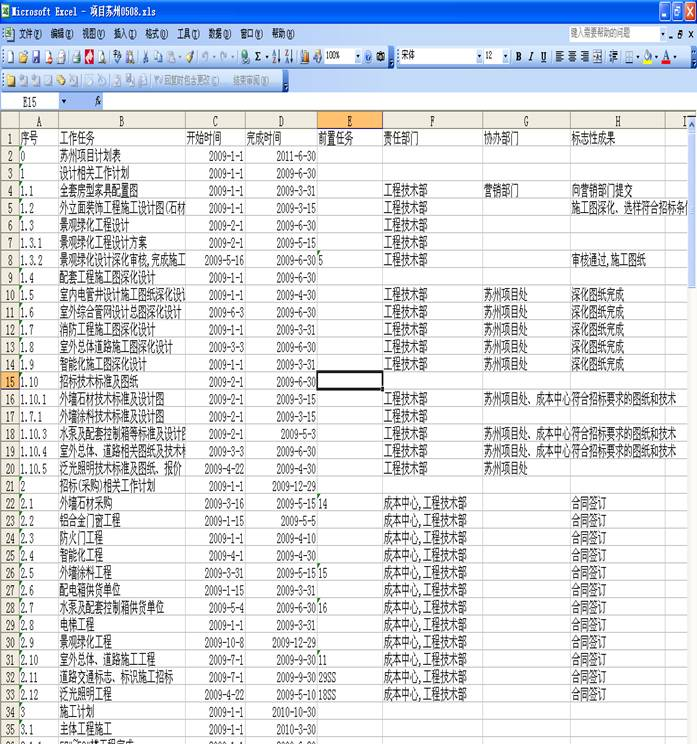 Microsoft Excel - 项目苏州0508.xls
文件(F) 编辑(E) 视图(V) 插入(I) 格式(O) 工具(T) 数据(D) 窗口(W) 帮助(H) 键入需要帮助的问题
100% 宋体 12 B I U
答复时包含更改(C)... 结束审阅(N)...
E15 fx
A B C D E F G H I
1 序号 工作任务 开始时间 完成时间 前置任务 责任部门 协办部门 标志性成果
2 0 苏州项目计划表 2009-1-1 2011-6-30
3 1 设计相关工作计划 2009-1-1 2009-6-30
4 1.1 全套房型家具配置图 2009-1-1 2009-3-31 工程技术部 营销部门 向营销部门提交
5 1.2 外立面装饰工程施工设计图(石材 2009-1-1 2009-3-15 工程技术部 施工图深化、选样符合招标条件
6 1.3 景观绿化工程设计 2009-2-1 2009-6-30 工程技术部
7 1.3.1 景观绿化工程设计方案 2009-2-1 2009-5-15 工程技术部
8 1.3.2 景观绿化设计深化审核,完成施工 2009-5-16 2009-6-30 5 工程技术部 审核通过,施工图纸
9 1.4 配套工程施工图深化设计 2009-1-1 2009-6-30
10 1.5 室内电管井设计施工图纸深化设计 2009-1-1 2009-4-30 工程技术部 苏州项目处 深化图纸完成
11 1.6 室外综合管网设计总图深化设计 2009-6-3 2009-6-30 工程技术部 苏州项目处 深化图纸完成
12 1.7 消防工程施工图深化设计 2009-1-1 2009-3-31 工程技术部 苏州项目处 深化图纸完成
13 1.8 室外总体道路施工图深化设计 2009-3-3 2009-6-30 工程技术部 苏州项目处 深化图纸完成
14 1.9 智能化施工图深化设计 2009-1-1 2009-3-31 工程技术部 苏州项目处 深化图纸完成
15 1.10 招标技术标准及图纸 2009-2-1 2009-6-30
16 1.10.1 外墙石材技术标准及设计图 2009-2-1 2009-3-15 工程技术部 苏州项目处、成本中心 符合招标要求的图纸和技术
17 1.7.1 外墙涂料技术标准及设计图 2009-2-1 2009-3-15 工程技术部
18 1.10.3 水泵及配套控制箱等标准及设计图 2009-2-1 2009-5-3 工程技术部 苏州项目处、成本中心 符合招标要求的图纸和技术
19 1.10.4 室外总体、道路相关图纸及技术标 2009-3-3 2009-6-30 工程技术部 苏州项目处、成本中心 符合招标要求的图纸和技术
20 1.10.5 泛光照明技术标准及图纸、报价 2009-4-22 2009-4-30 工程技术部 苏州项目处
21 2 招标(采购)相关工作计划 2009-1-1 2009-12-29
22 2.1 外墙石材采购 2009-3-16 2009-5-15 14 成本中心,工程技术部 合同签订
23 2.2 铝合金门窗工程 2009-1-15 2009-5-5 成本中心,工程技术部 合同签订
24 2.3 防火门工程 2009-1-1 2009-4-10 成本中心,工程技术部 合同签订
25 2.4 智能化工程 2009-4-1 2009-4-30 成本中心,工程技术部 合同签订
26 2.5 外墙涂料工程 2009-3-31 2009-5-15 15 成本中心,工程技术部 合同签订
27 2.6 配电箱供货单位 2009-1-15 2009-3-31 成本中心,工程技术部 合同签订
28 2.7 水泵及配套控制箱供货单位 2009-5-4 2009-6-30 16 成本中心,工程技术部 合同签订
29 2.8 电梯工程 2009-1-1 2009-3-31 成本中心,工程技术部 合同签订
30 2.9 景观绿化工程 2009-10-8 2009-12-29 成本中心,工程技术部 合同签订
31 2.10 室外总体、道路施工工程 2009-7-1 2009-9-30 11 成本中心,工程技术部 合同签订
32 2.11 道路交通标志、标识施工招标 2009-7-1 2009-9-30 29SS 成本中心,工程技术部 合同签订
33 2.12 泛光照明工程 2009-4-22 2009-5-10 18SS 成本中心,工程技术部 合同签订
34 3 施工计划 2009-1-1 2010-10-30
35 3.1 主体工程施工 2009-1-1 2010-3-30